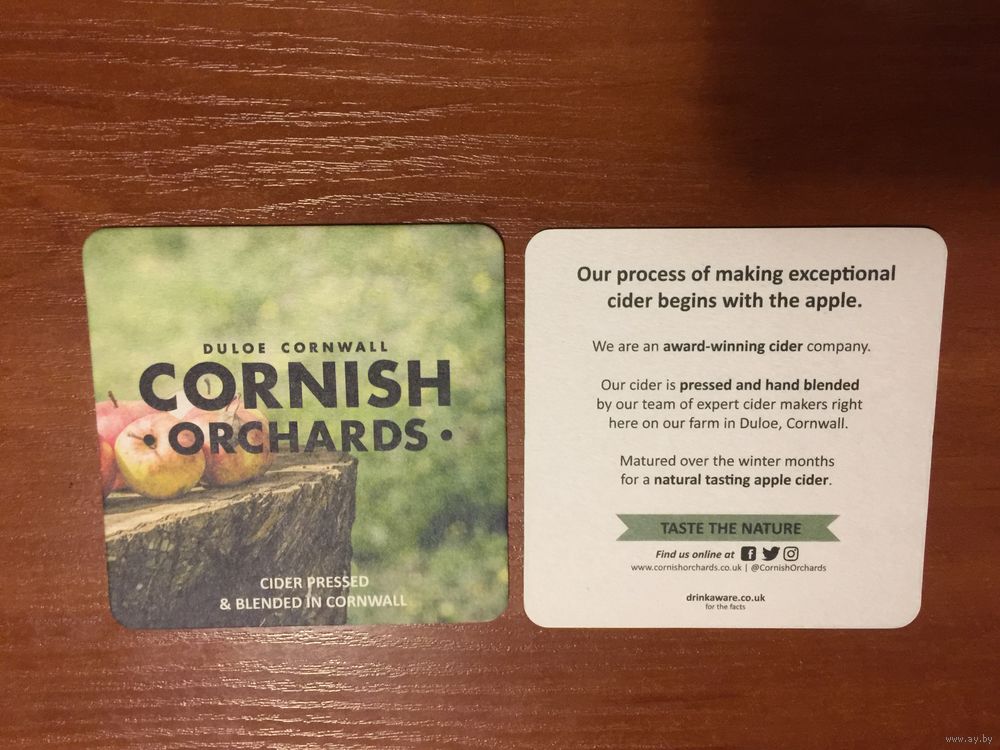 DULOE CORNWALL
CORNISH
• ORCHARDS •
CIDER PRESSED
& BLENDED IN CORNWALL
Our process of making exceptional
cider begins with the apple.
We are an award-winning cider company.
Our cider is pressed and hand blended
by our team of expert cider makers right
here on our farm in Duloe, Cornwall.
Matured over the winter months
for a natural tasting apple cider.
TASTE THE NATURE
Find us online at
www.cornishorchards.co.uk | @CornishOrchards
drinkaware.co.uk
for the facts
www.ay.by